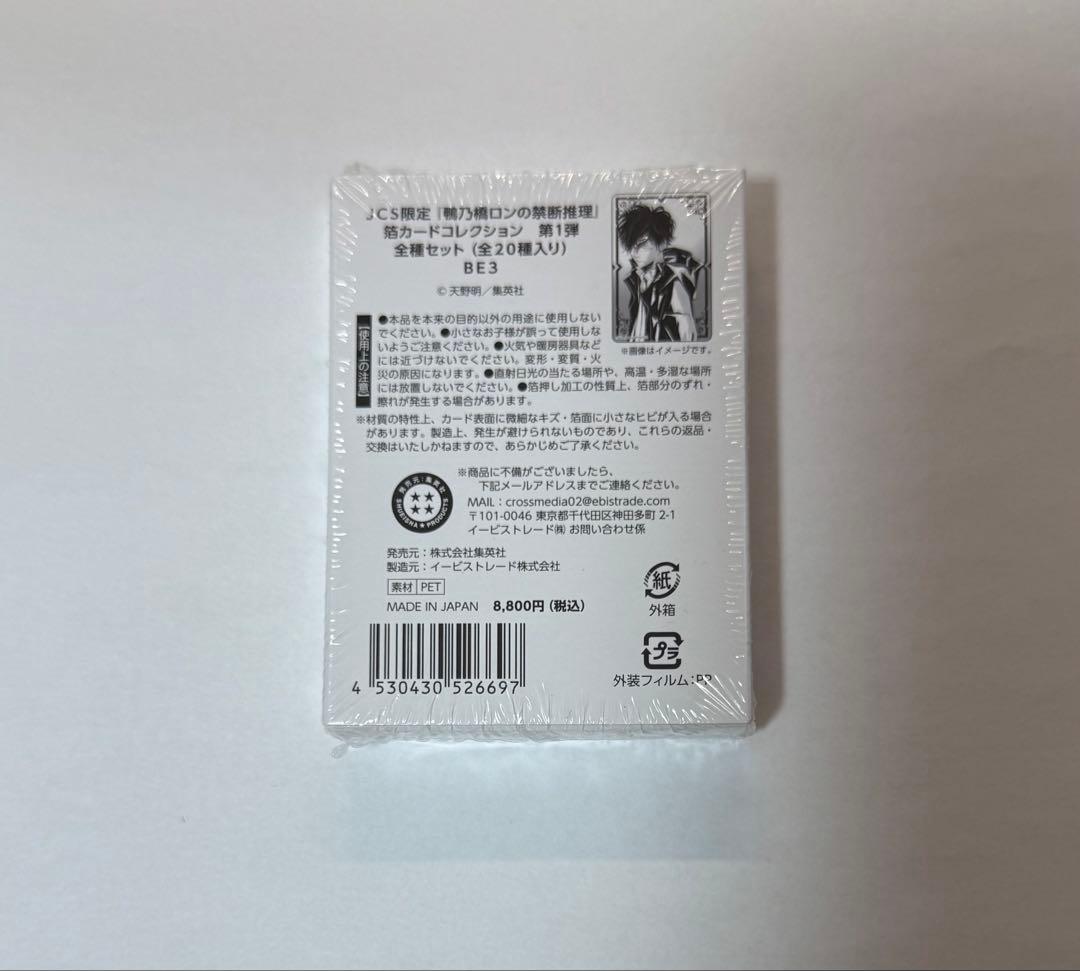 JCS限定『鴨乃橋ロンの禁断推理』
箔カードコレクション 第1弾
全種セット（全20種入り）
BE3
©天野明／集英社
※画像はイメージです。
【使用上の注意】
●本品を本来の目的以外の用途に使用しない
でください。●小さなお子様が誤って使用しな
いようご注意ください。●火気や暖房器具など
には近づけないでください。変形・変質・火
災の原因になります。●直射日光の当たる場所や、高温・多湿な場所
には放置しないでください。●箔押し加工の性質上、箔部分のずれ・
擦れが発生する場合があります。
※材質の特性上、カード表面に微細なキズ・箔面に小さなヒビが入る場合
があります。製造上、発生が避けられないものであり、これらの返品・
交換はいたしかねますので、あらかじめご了承ください。
発売元：集英社
SHUEISHA★PRODUCTS
※商品に不備がございましたら、
下記メールアドレスまでご連絡ください。
MAIL：crossmedia02@ebistrade.com
〒101-0046 東京都千代田区神田多町 2-1
イービストレード㈱ お問い合わせ係
発売元：株式会社集英社
製造元：イービストレード株式会社
素材 PET
MADE IN JAPAN 8,800円（税込）
紙
外箱
プラ
外装フィルム：PP
4 530430 526697